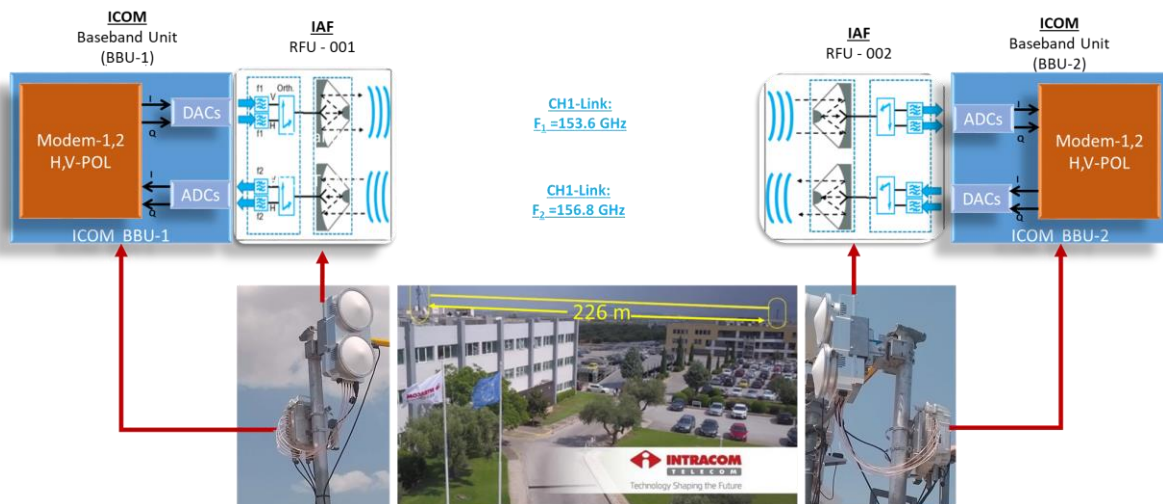 ICOM
Baseband Unit
(BBU-1)
IAF
RFU - 001
IAF
RFU - 002
ICOM
Baseband Unit
(BBU-2)
Modem-1,2
H,V-POL
I
Q
DACs
I
Q
ADCs
ICOM BBU-1
f1
Orth.
V
H
f1
f2
H
f2
CH1-Link:
F1 =153.6 GHz
CH1-Link:
F2 =156.8 GHz
ADCs
I
Q
DACs
I
Q
Modem-1,2
H,V-POL
ICOM BBU-2
226 m
INTRACOM
TELECOM
Technology Shaping the Future